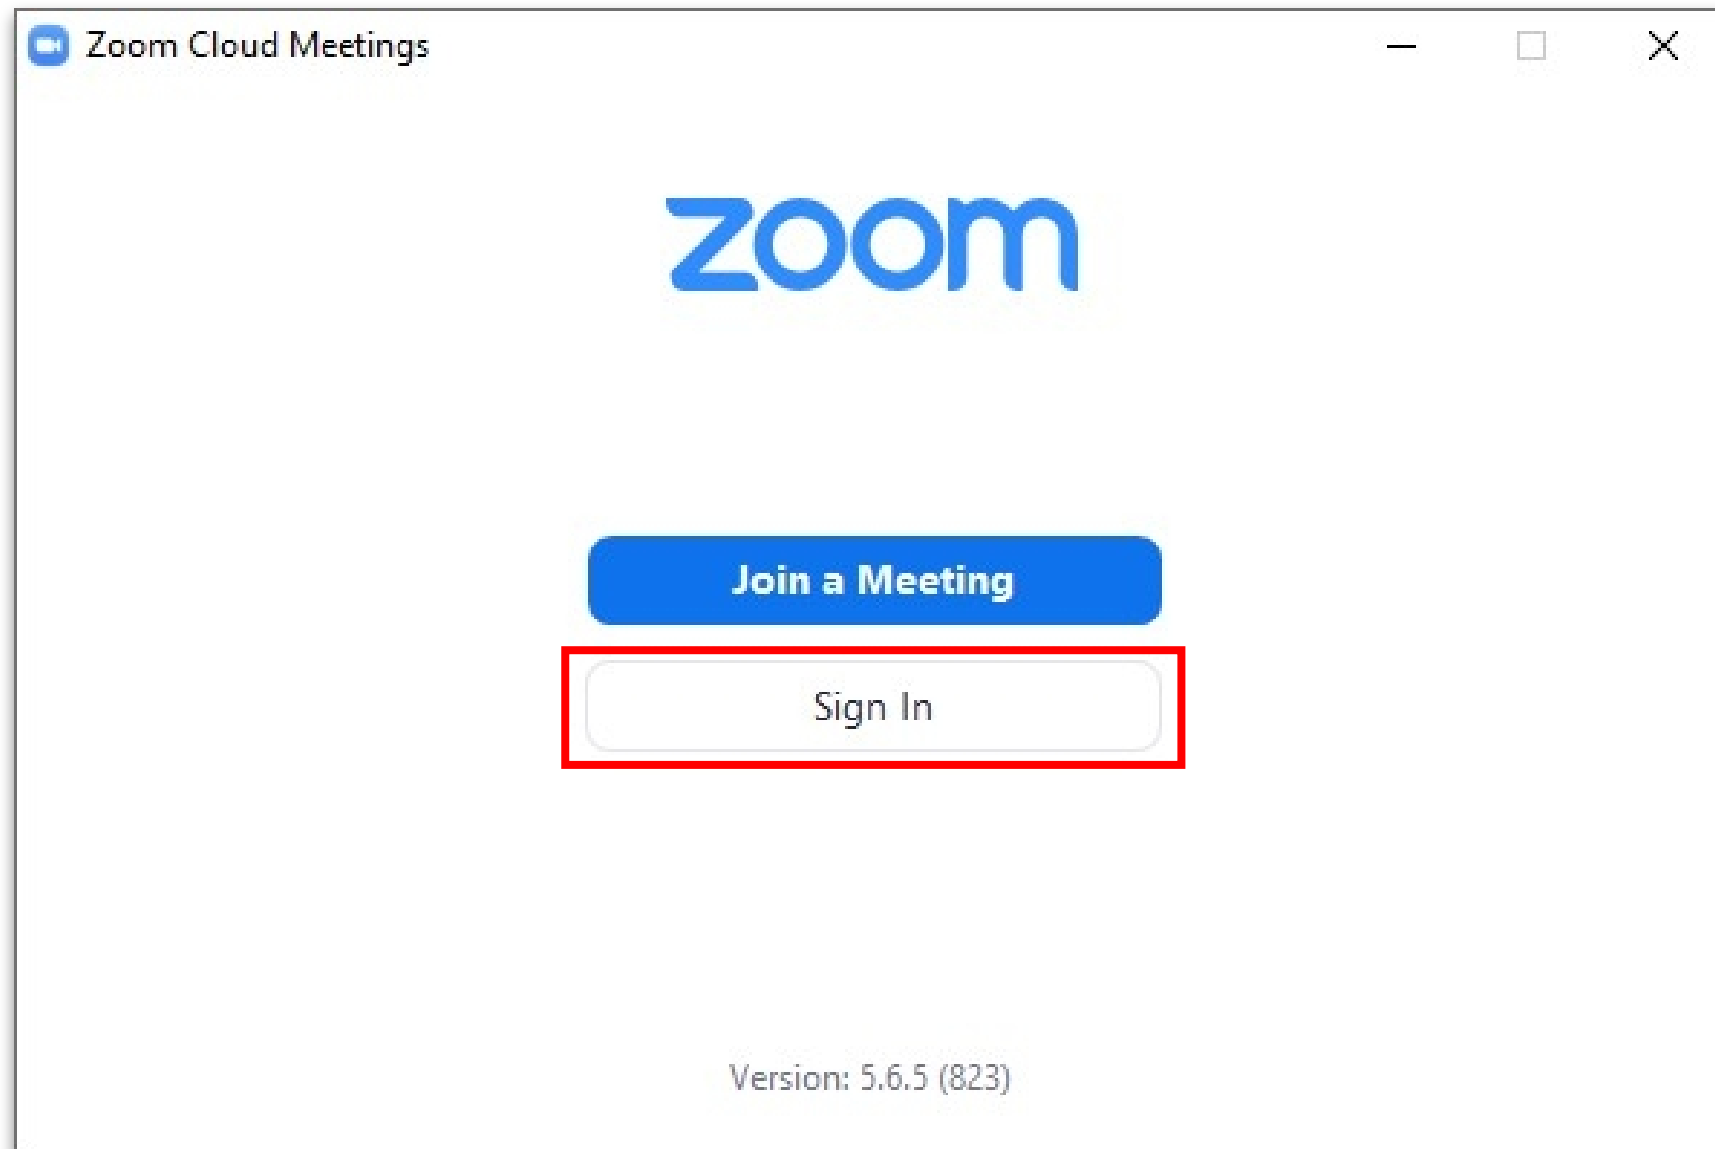 Zoom Cloud Meetings
zoom
Join a Meeting
Sign In
Version: 5.6.5 (823)